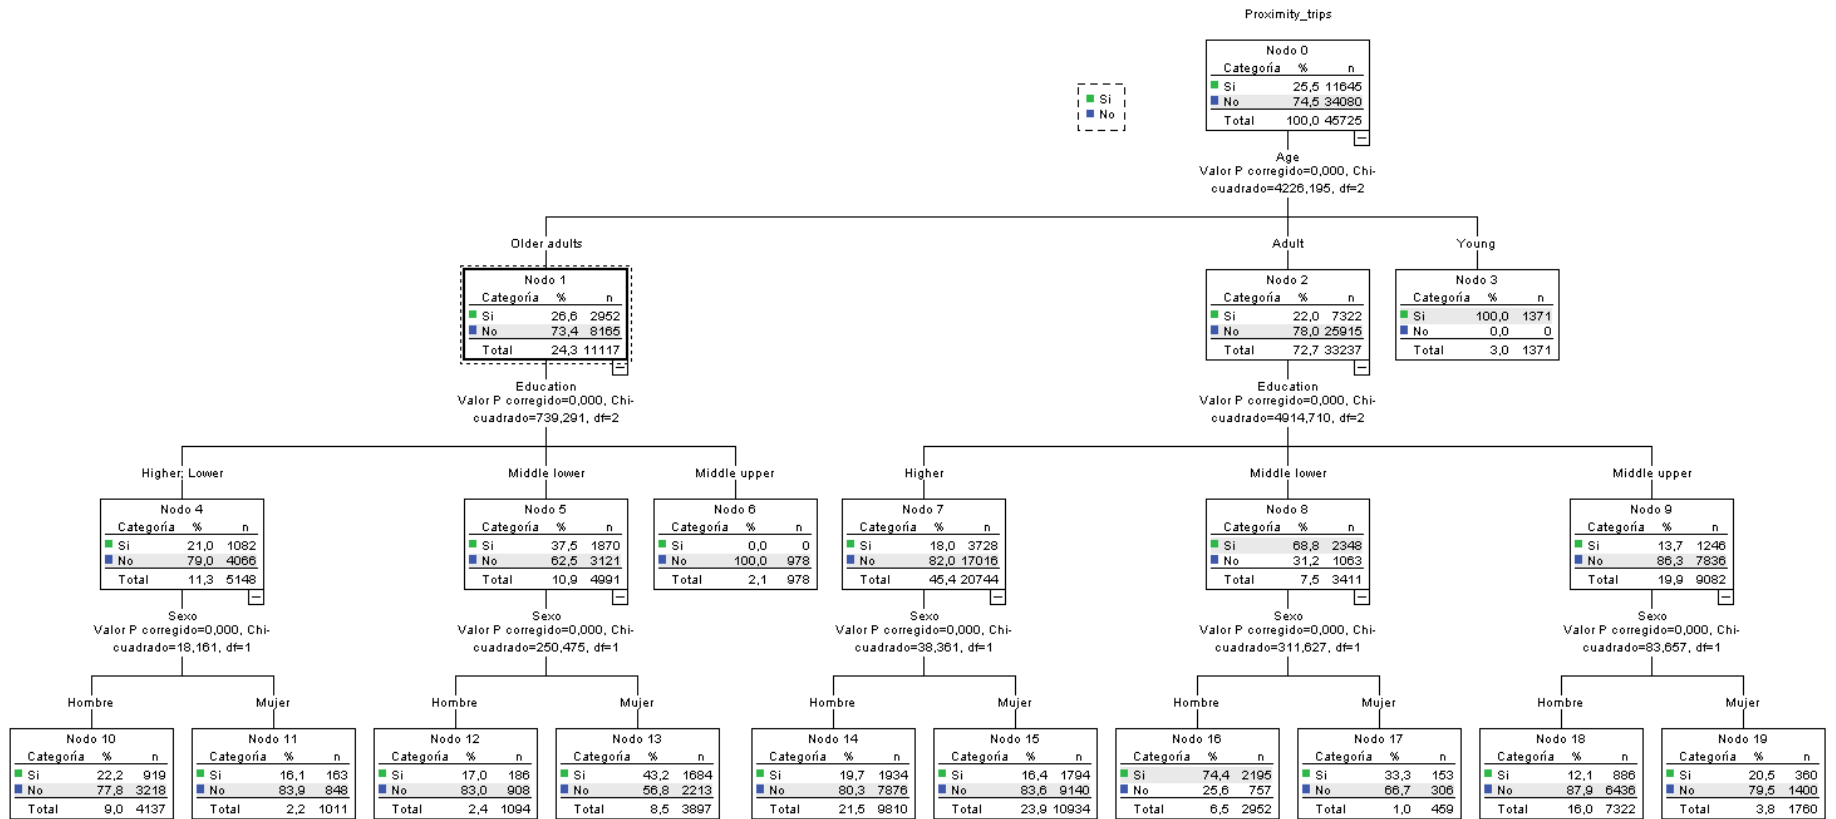 Proximity_trips
Nodo 0
Categoría % n
Si 25,5 11645
No 74,5 34080
Total 100,0 45725
Si
No
Age
Valor P corregido=0,000, Chi-
cuadrado=4226,195, df=2
Older adults
Adult
Young
Nodo 1
Categoría % n
Si 26,6 2952
No 73,4 8165
Total 24,3 11117
Nodo 2
Categoría % n
Si 22,0 7322
No 78,0 25915
Total 72,7 33237
Nodo 3
Categoría % n
Si 100,0 1371
No 0,0 0
Total 3,0 1371
Education
Valor P corregido=0,000, Chi-
cuadrado=739,291, df=2
Education
Valor P corregido=0,000, Chi-
cuadrado=4914,710, df=2
Higher; Lower
Middle lower
Middle upper
Higher
Middle lower
Middle upper
Nodo 4
Categoría % n
Si 21,0 1082
No 79,0 4066
Total 11,3 5148
Nodo 5
Categoría % n
Si 37,5 1870
No 62,5 3121
Total 10,9 4991
Nodo 6
Categoría % n
Si 0,0 0
No 100,0 978
Total 2,1 978
Nodo 7
Categoría % n
Si 18,0 3728
No 82,0 17016
Total 45,4 20744
Nodo 8
Categoría % n
Si 68,8 2348
No 31,2 1063
Total 7,5 3411
Nodo 9
Categoría % n
Si 13,7 1246
No 86,3 7836
Total 19,9 9082
Sexo
Valor P corregido=0,000, Chi-
cuadrado=18,161, df=1
Sexo
Valor P corregido=0,000, Chi-
cuadrado=250,475, df=1
Sexo
Valor P corregido=0,000, Chi-
cuadrado=38,361, df=1
Sexo
Valor P corregido=0,000, Chi-
cuadrado=311,627, df=1
Sexo
Valor P corregido=0,000, Chi-
cuadrado=83,657, df=1
Hombre
Mujer
Hombre
Mujer
Hombre
Mujer
Hombre
Mujer
Hombre
Mujer
Nodo 10
Categoría % n
Si 22,2 919
No 77,8 3218
Total 9,0 4137
Nodo 11
Categoría % n
Si 16,1 163
No 83,9 848
Total 2,2 1011
Nodo 12
Categoría % n
Si 17,0 186
No 83,0 908
Total 2,4 1094
Nodo 13
Categoría % n
Si 43,2 1684
No 56,8 2213
Total 8,5 3897
Nodo 14
Categoría % n
Si 19,7 1934
No 80,3 7876
Total 21,5 9810
Nodo 15
Categoría % n
Si 16,4 1794
No 83,6 9140
Total 23,9 10934
Nodo 16
Categoría % n
Si 74,4 2195
No 25,6 757
Total 6,5 2952
Nodo 17
Categoría % n
Si 33,3 153
No 66,7 306
Total 1,0 459
Nodo 18
Categoría % n
Si 12,1 886
No 87,9 6436
Total 16,0 7322
Nodo 19
Categoría % n
Si 20,5 360
No 79,5 1400
Total 3,8 1760